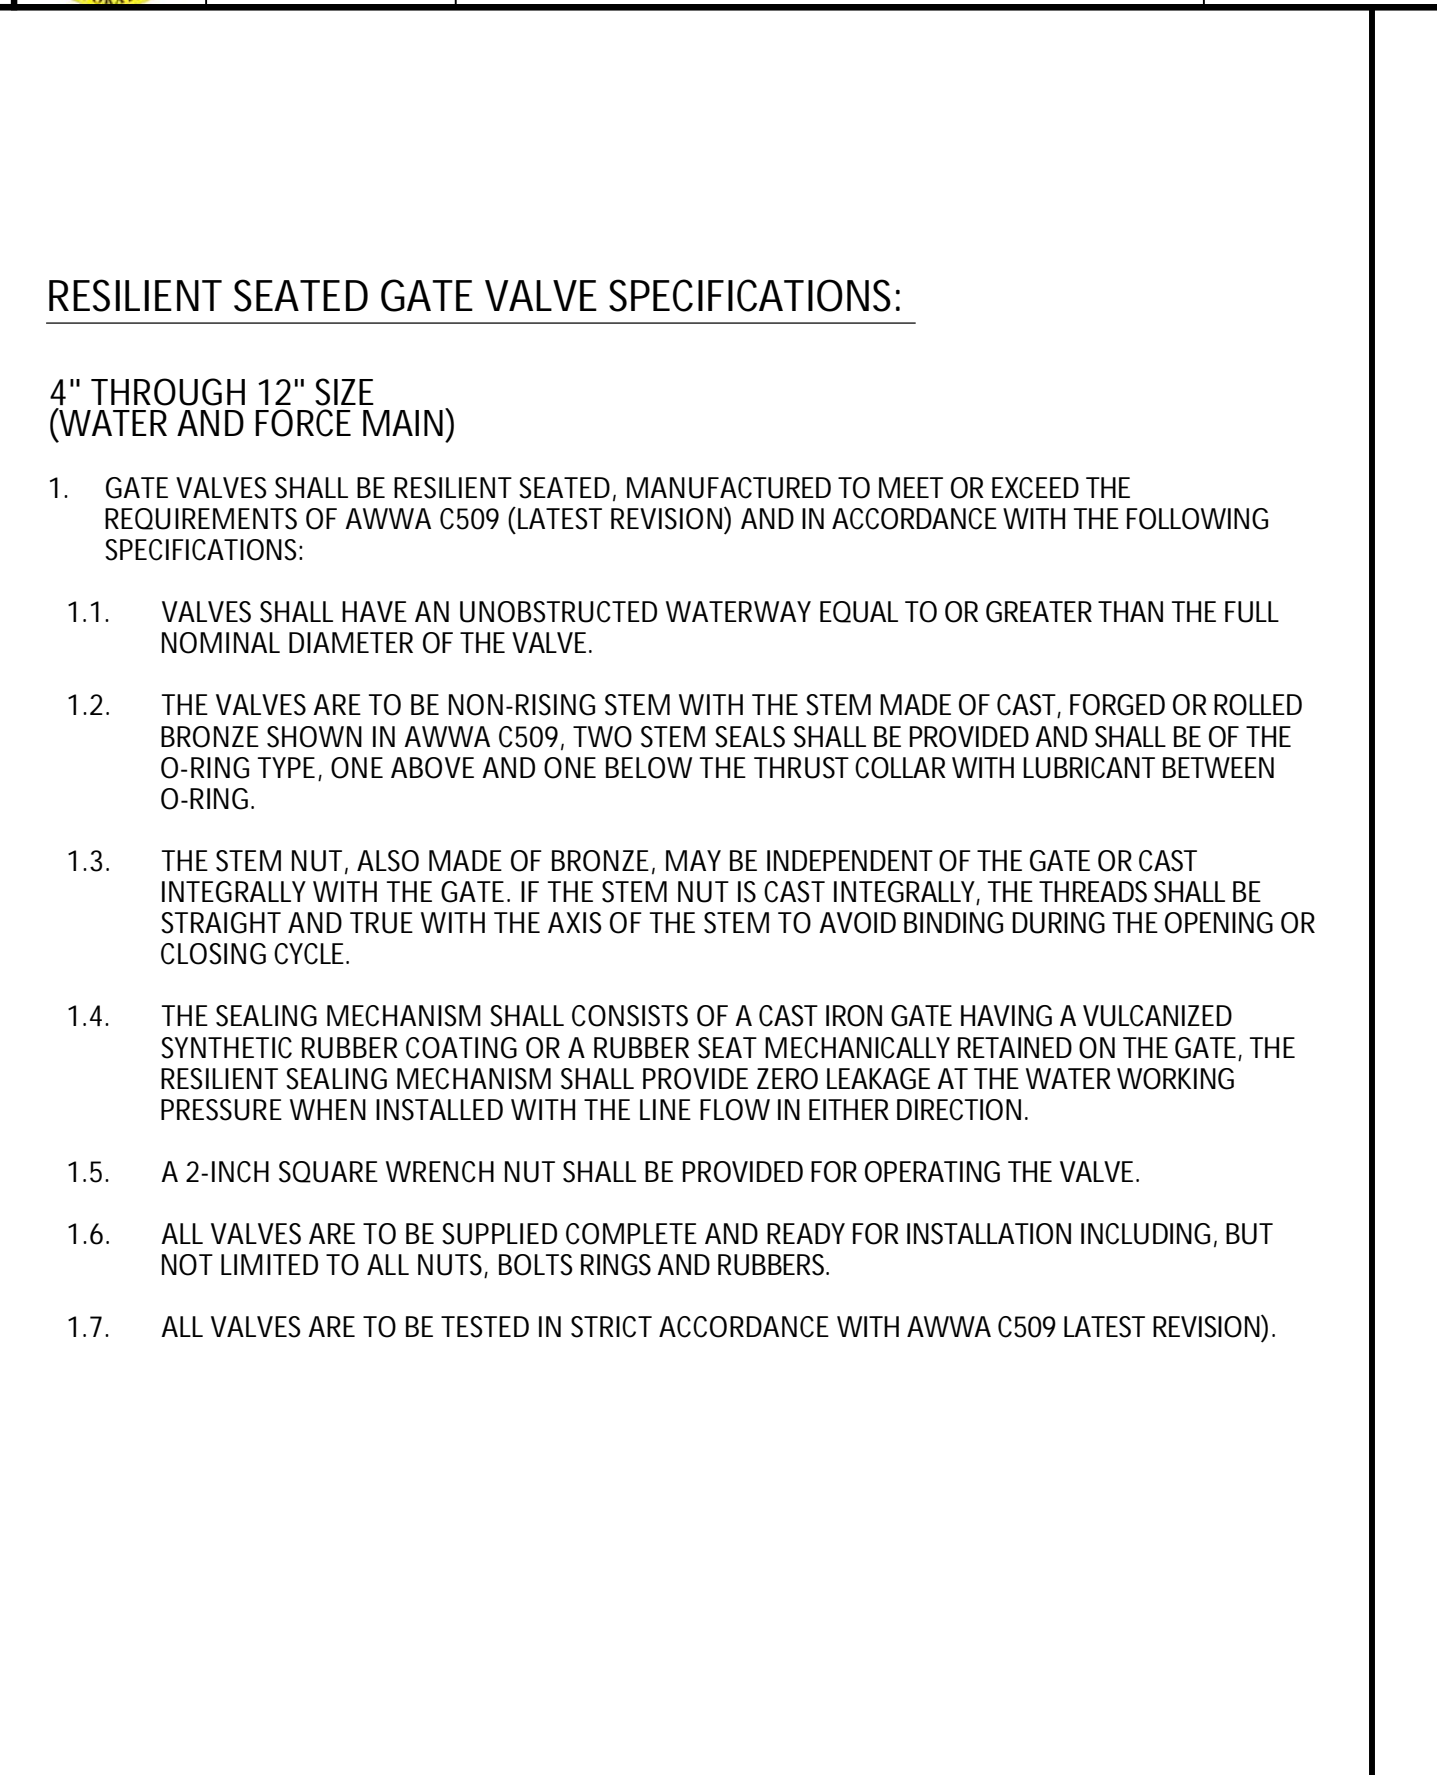 RESILIENT SEATED GATE VALVE SPECIFICATIONS:
4" THROUGH 12" SIZE
(WATER AND FORCE MAIN)
1. GATE VALVES SHALL BE RESILIENT SEATED, MANUFACTURED TO MEET OR EXCEED THE
REQUIREMENTS OF AWWA C509 (LATEST REVISION) AND IN ACCORDANCE WITH THE FOLLOWING
SPECIFICATIONS:
1.1. VALVES SHALL HAVE AN UNOBSTRUCTED WATERWAY EQUAL TO OR GREATER THAN THE FULL
NOMINAL DIAMETER OF THE VALVE.
1.2. THE VALVES ARE TO BE NON-RISING STEM WITH THE STEM MADE OF CAST, FORGED OR ROLLED
BRONZE SHOWN IN AWWA C509, TWO STEM SEALS SHALL BE PROVIDED AND SHALL BE OF THE
O-RING TYPE, ONE ABOVE AND ONE BELOW THE THRUST COLLAR WITH LUBRICANT BETWEEN
O-RING.
1.3. THE STEM NUT, ALSO MADE OF BRONZE, MAY BE INDEPENDENT OF THE GATE OR CAST
INTEGRALLY WITH THE GATE. IF THE STEM NUT IS CAST INTEGRALLY, THE THREADS SHALL BE
STRAIGHT AND TRUE WITH THE AXIS OF THE STEM TO AVOID BINDING DURING THE OPENING OR
CLOSING CYCLE.
1.4. THE SEALING MECHANISM SHALL CONSISTS OF A CAST IRON GATE HAVING A VULCANIZED
SYNTHETIC RUBBER COATING OR A RUBBER SEAT MECHANICALLY RETAINED ON THE GATE, THE
RESILIENT SEALING MECHANISM SHALL PROVIDE ZERO LEAKAGE AT THE WATER WORKING
PRESSURE WHEN INSTALLED WITH THE LINE FLOW IN EITHER DIRECTION.
1.5. A 2-INCH SQUARE WRENCH NUT SHALL BE PROVIDED FOR OPERATING THE VALVE.
1.6. ALL VALVES ARE TO BE SUPPLIED COMPLETE AND READY FOR INSTALLATION INCLUDING, BUT
NOT LIMITED TO ALL NUTS, BOLTS RINGS AND RUBBERS.
1.7. ALL VALVES ARE TO BE TESTED IN STRICT ACCORDANCE WITH AWWA C509 LATEST REVISION).